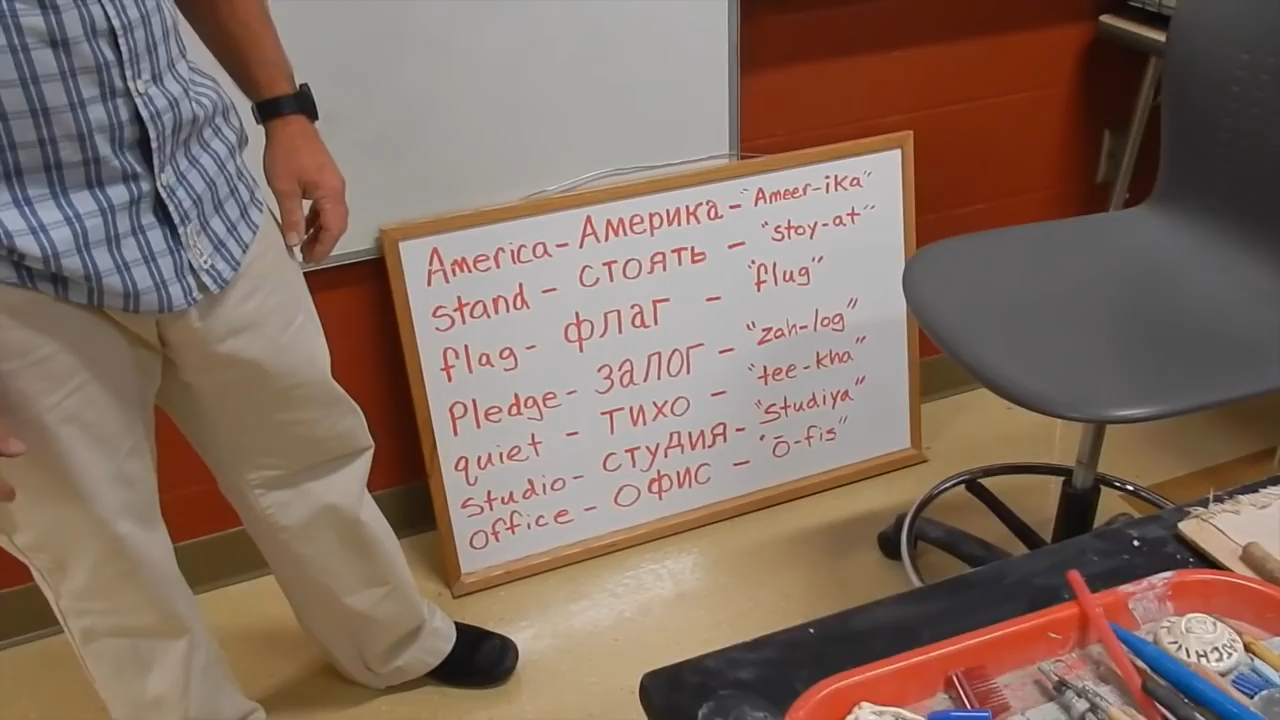 America - Америка - "Ameer-ika"
Stand - стоять - "stoy-at"
flag - флаг - "flug"
Pledge - залог - "zah-log"
quiet - тихо - "tee-kha"
Studio - студия - "Studiya"
Office - офис - "ō-fis"